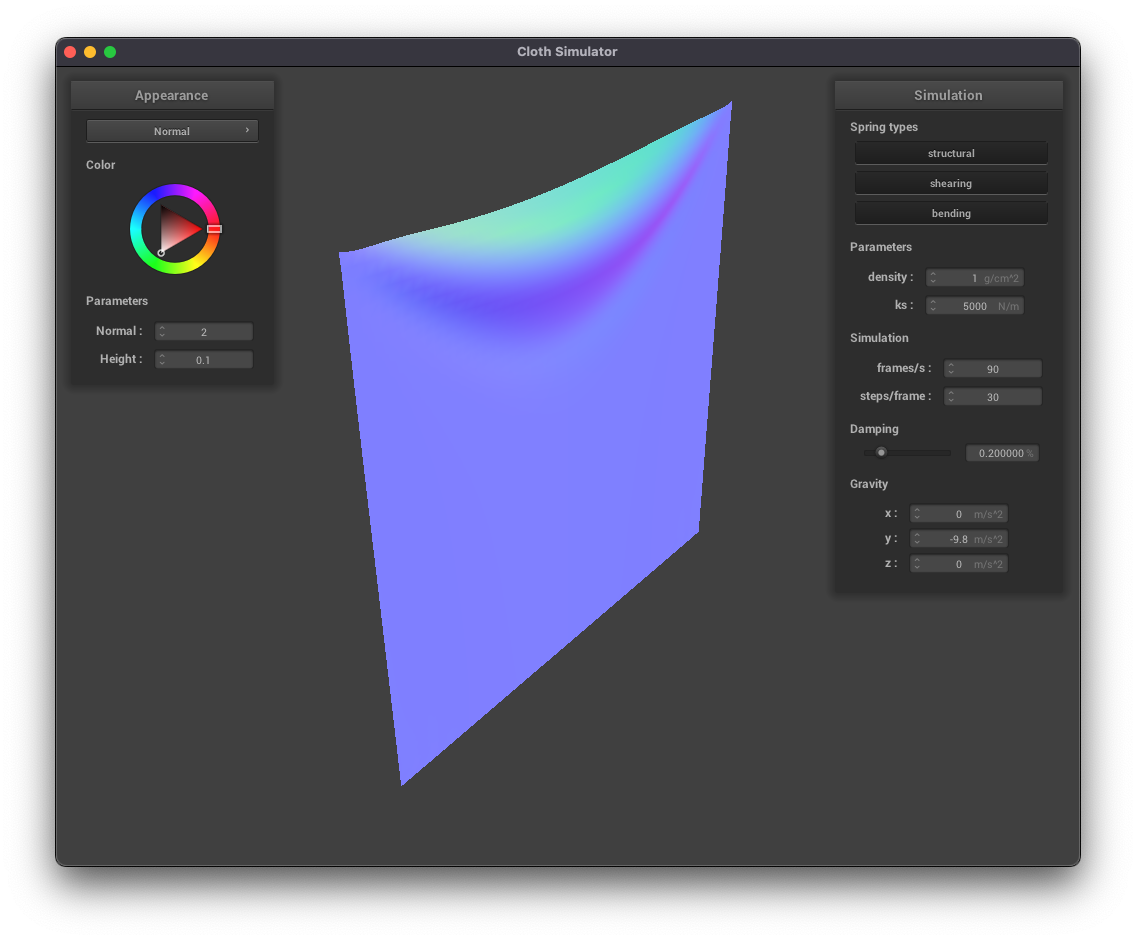 Cloth Simulator
Appearance
Normal ›
Color
Parameters
Normal : 2
Height : 0.1
Simulation
Spring types
structural
shearing
bending
Parameters
density : 1 g/cm^2
ks : 5000 N/m
Simulation
frames/s : 90
steps/frame : 30
Damping
0.200000 %
Gravity
x : 0 m/s^2
y : -9.8 m/s^2
z : 0 m/s^2